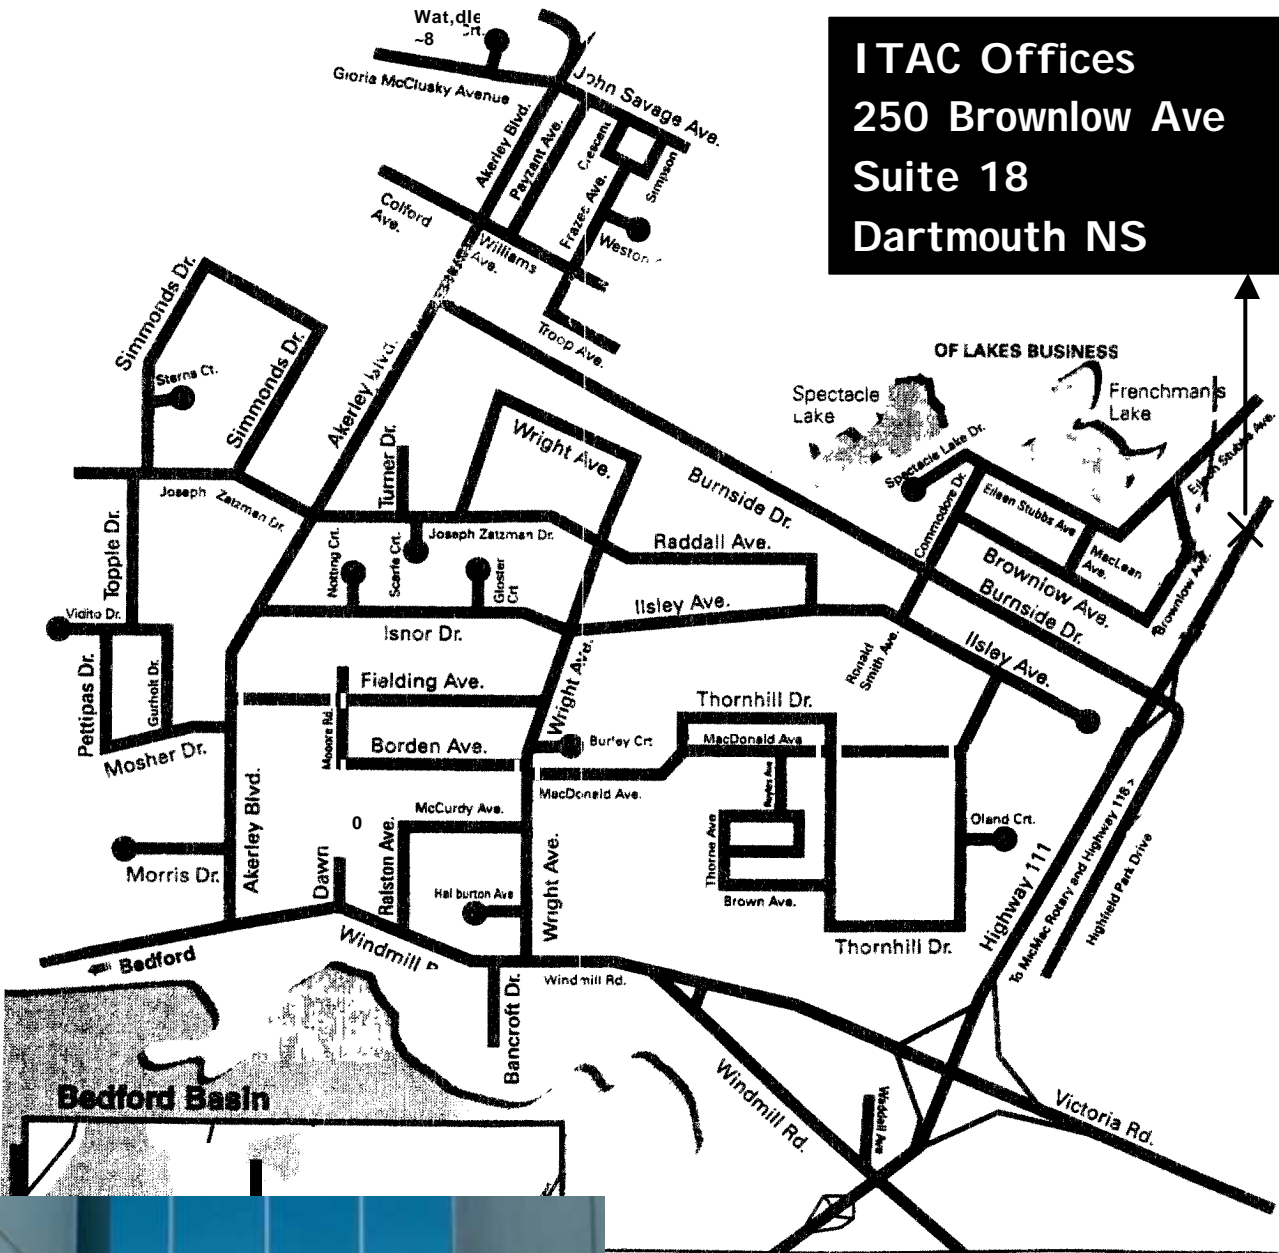 Wat,dle
Crt.
~8
Gloria McClusky Avenue
John Savage Ave.
Akerley Blvd.
Payzant Ave.
Crescent
Simpson
Frazee Ave.
Weston
Colford
Ave.
Williams
Ave.
Troop Ave.
ITAC Offices
250 Brownlow Ave
Suite 18
Dartmouth NS
Simmonds Dr.
Simmonds Dr.
Sterns Ct.
Akerley Blvd.
OF LAKES BUSINESS
Spectacle
Lake
Frenchman's
Lake
Spectacle Lake Dr.
Eileen Stubbs Ave.
Turner Dr.
Wright Ave.
Burnside Dr.
Commodore Dr.
Eileen Stubbs Ave
Joseph Zatzman Dr.
Joseph Zatzman Dr.
Topple Dr.
Notting Crt.
Scarfe Crt.
Gloster
Crt
Raddall Ave.
MacLean
Ave.
Brownlow Ave.
Burnside Dr.
Brownlow Ave.
Vidito Dr.
Isnor Dr.
Ilsley Ave.
Ilsley Ave.
Ronald
Smith Ave.
Pettipas Dr.
Gurholt Dr.
Mosher Dr.
Fielding Ave.
Wright Ave.
Thornhill Dr.
Mooore Rd.
Borden Ave.
Burley Crt
MacDonald Ave
MacDonald Ave.
Akerley Blvd.
McCurdy Ave.
0
Thorne Ave
Oland Crt.
Morris Dr.
Dawn
Ralston Ave.
Haliburton Ave
Wright Ave.
Brown Ave.
Thornhill Dr.
Highway 111
To MicMac Rotary and Highway 118 >
Highfield Park Drive
Bedford
Windmill R
Windmill Rd.
Bancroft Dr.
Bedford Basin
Windmill Rd.
Waddell Ave
Victoria Rd.